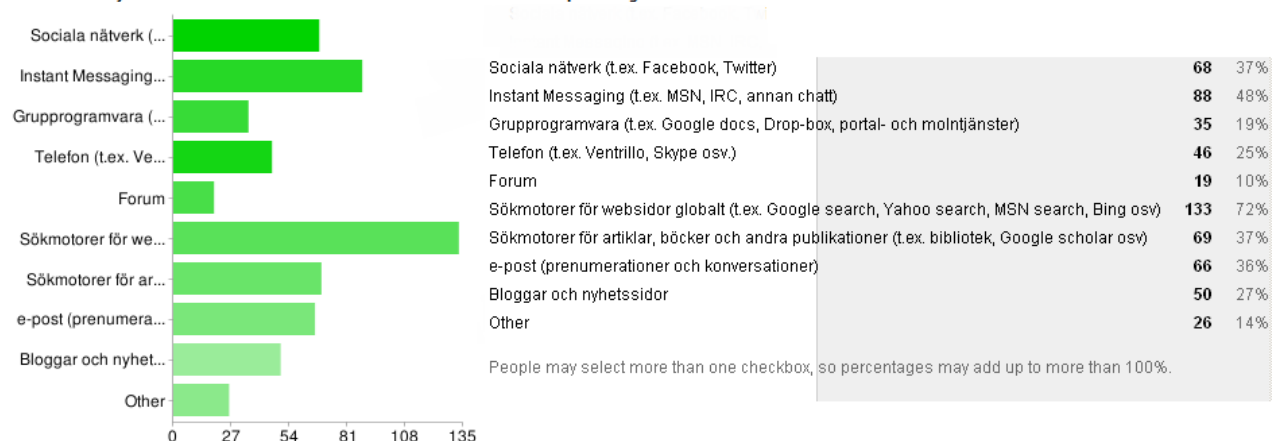 Sociala nätverk (...
Instant Messaging...
Grupprogramvara (...
Telefon (t.ex. Ve...
Forum
Sökmotorer för we...
Sökmotorer för ar...
e-post (prenumera...
Bloggar och nyhet...
Other
0 27 54 81 108 135
Sociala nätverk (t.ex. Facebook, Twitter) 68 37%
Instant Messaging (t.ex. MSN, IRC, annan chatt) 88 48%
Grupprogramvara (t.ex. Google docs, Drop-box, portal- och molntjänster) 35 19%
Telefon (t.ex. Ventrillo, Skype osv.) 46 25%
Forum 19 10%
Sökmotorer för websidor globalt (t.ex. Google search, Yahoo search, MSN search, Bing osv) 133 72%
Sökmotorer för artiklar, böcker och andra publikationer (t.ex. bibliotek, Google scholar osv) 69 37%
e-post (prenumerationer och konversationer) 66 36%
Bloggar och nyhetssidor 50 27%
Other 26 14%
People may select more than one checkbox, so percentages may add up to more than 100%.